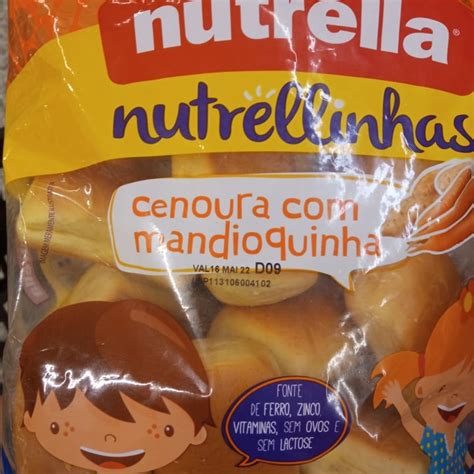 nutrella
nutrellinhas
cenoura com
mandioquinha
VAL16 MAI 22 D09
FONTE
DE FERRO, ZINCO,
VITAMINAS, SEM OVOS E
SEM LACTOSE